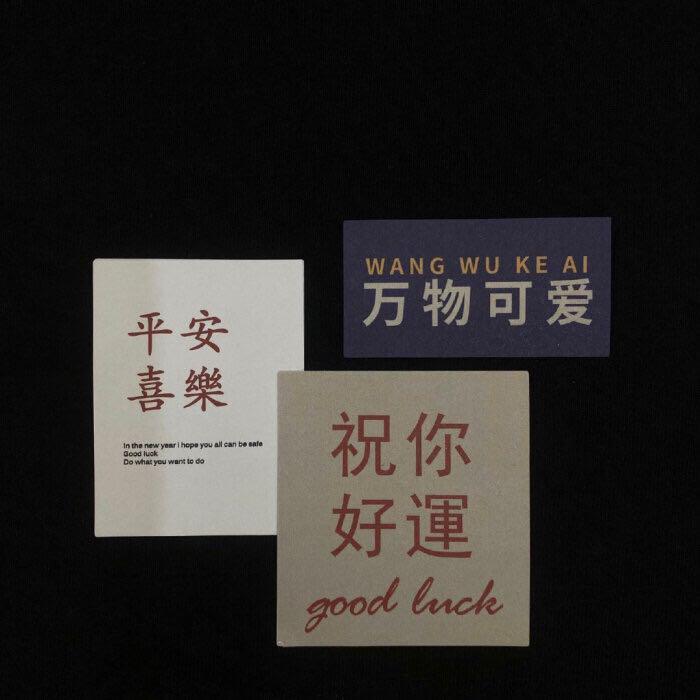 WANG WU KE AI
万物可爱
平安
喜樂
In the new year i hope you all can be safe
Good luck
Do what you want to do
祝你
好運
good luck